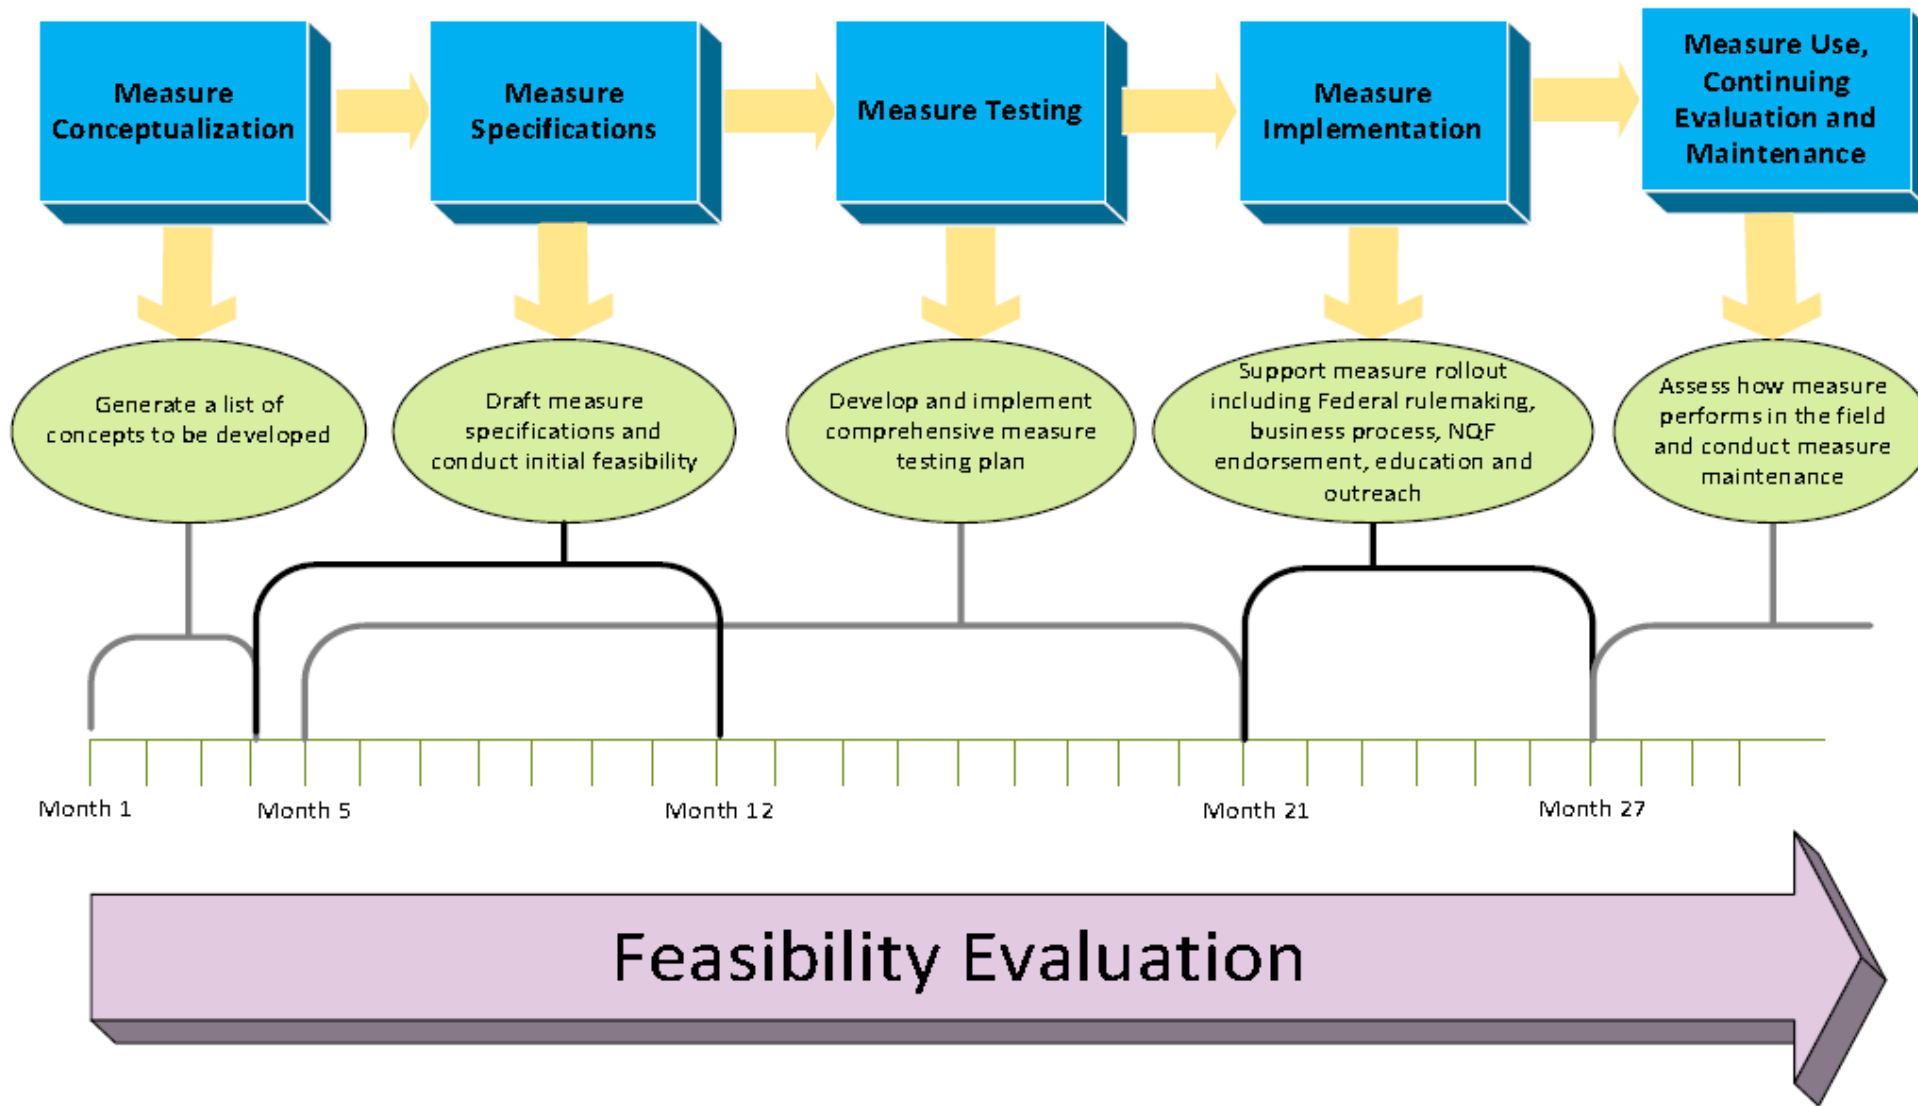 Measure
Conceptualization
Measure
Specifications
Measure Testing
Measure
Implementation
Measure Use,
Continuing
Evaluation and
Maintenance
Generate a list of
concepts to be developed
Draft measure
specifications and
conduct initial feasibility
Develop and implement
comprehensive measure
testing plan
Support measure rollout
including Federal rulemaking,
business process, NQF
endorsement, education and
outreach
Assess how measure
performs in the field
and conduct measure
maintenance
Month 1
Month 5
Month 12
Month 21
Month 27
Feasibility Evaluation